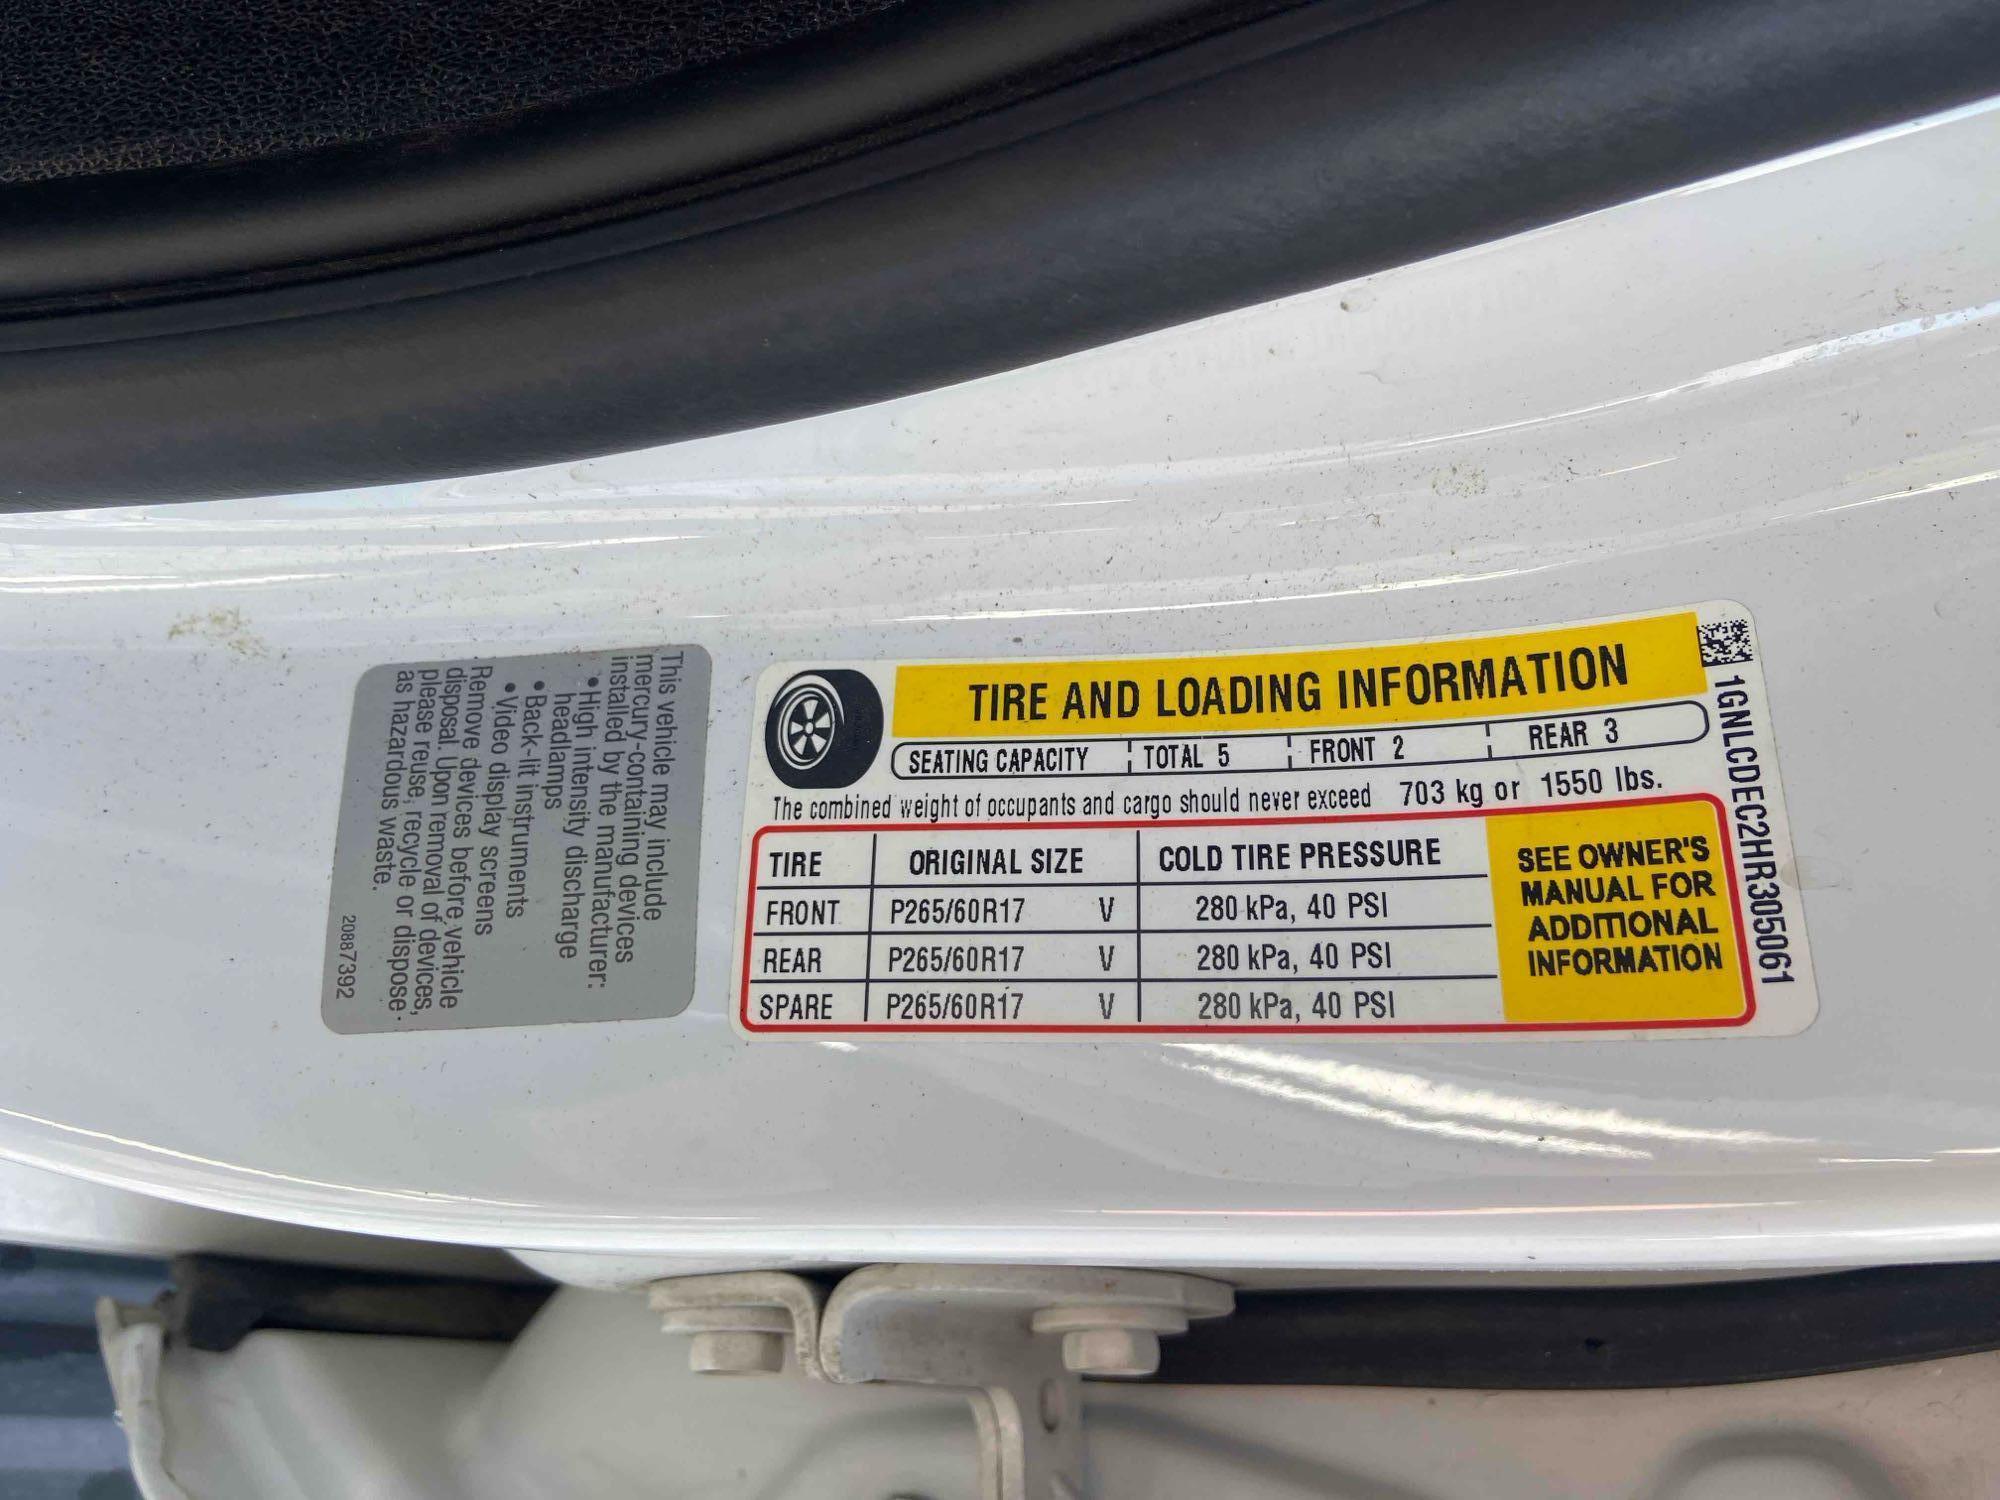 This vehicle may include
mercury-containing devices
installed by the manufacturer:
• High intensity discharge
headlamps
• Back-lit instruments
• Video display screens
Remove devices before vehicle
disposal. Upon removal of devices,
please reuse, recycle or dispose
as hazardous waste.
20887392
TIRE AND LOADING INFORMATION
SEATING CAPACITY TOTAL 5 FRONT 2 REAR 3
The combined weight of occupants and cargo should never exceed 703 kg or 1550 lbs.
TIRE ORIGINAL SIZE COLD TIRE PRESSURE
FRONT P265/60R17 V 280 kPa, 40 PSI
REAR P265/60R17 V 280 kPa, 40 PSI
SPARE P265/60R17 V 280 kPa, 40 PSI
SEE OWNER'S
MANUAL FOR
ADDITIONAL
INFORMATION
1GNLCDEC2HR305061